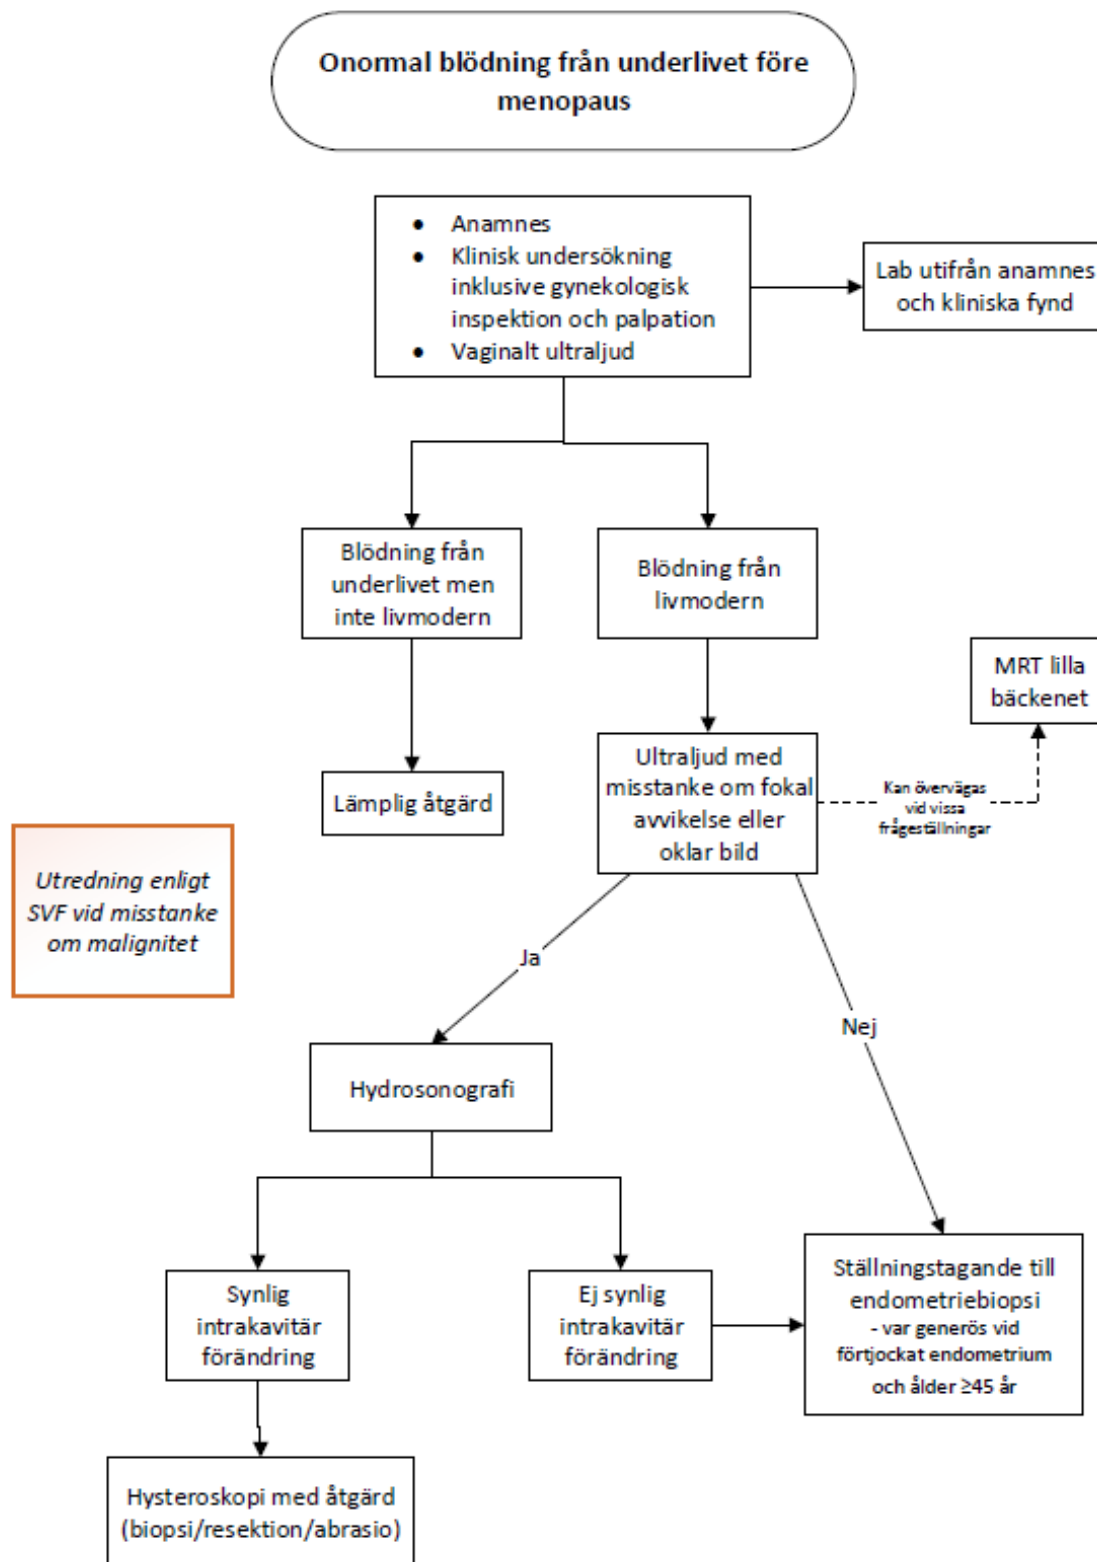 Onormal blödning från underlivet före
menopaus
● Anamnes
● Klinisk undersökning
inklusive gynekologisk
inspektion och palpation
● Vaginalt ultraljud
Lab utifrån anamnes
och kliniska fynd
Blödning från
underlivet men
inte livmodern
Blödning från
livmodern
MRT lilla
bäckenet
Lämplig åtgärd
Ultraljud med
misstanke om fokal
avvikelse eller
oklar bild
Kan övervägas
vid vissa
frågeställningar
Utredning enligt
SVF vid misstanke
om malignitet
Ja
Nej
Hydrosonografi
Synlig
intrakavitär
förändring
Ej synlig
intrakavitär
förändring
Ställningstagande till
endometriebiopsi
- var generös vid
förtjockat endometrium
och ålder ≥45 år
Hysteroskopi med åtgärd
(biopsi/resektion/abrasio)